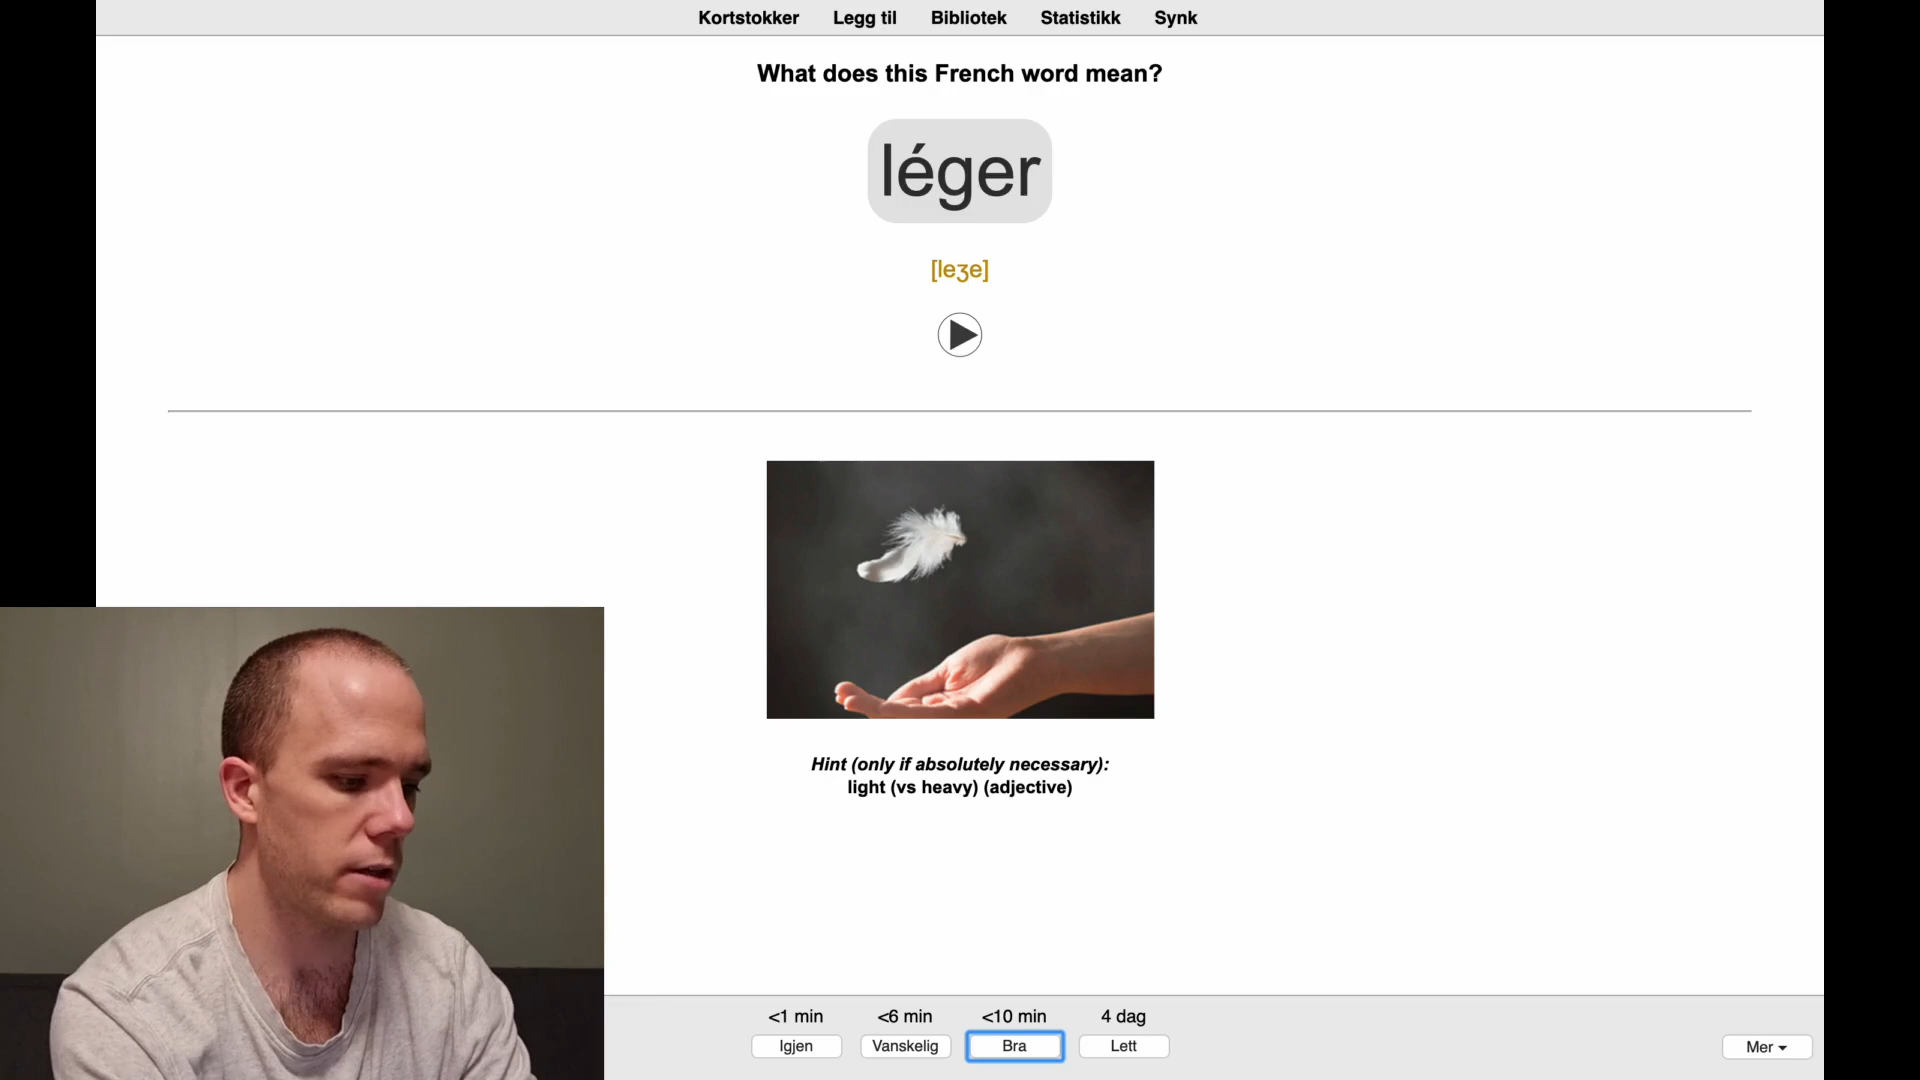 Kortstokker Legg til Bibliotek Statistikk Synk
What does this French word mean?
léger
[leʒe]
Hint (only if absolutely necessary):
light (vs heavy) (adjective)
<1 min <6 min <10 min 4 dag
Igjen Vanskelig Bra Lett Mer